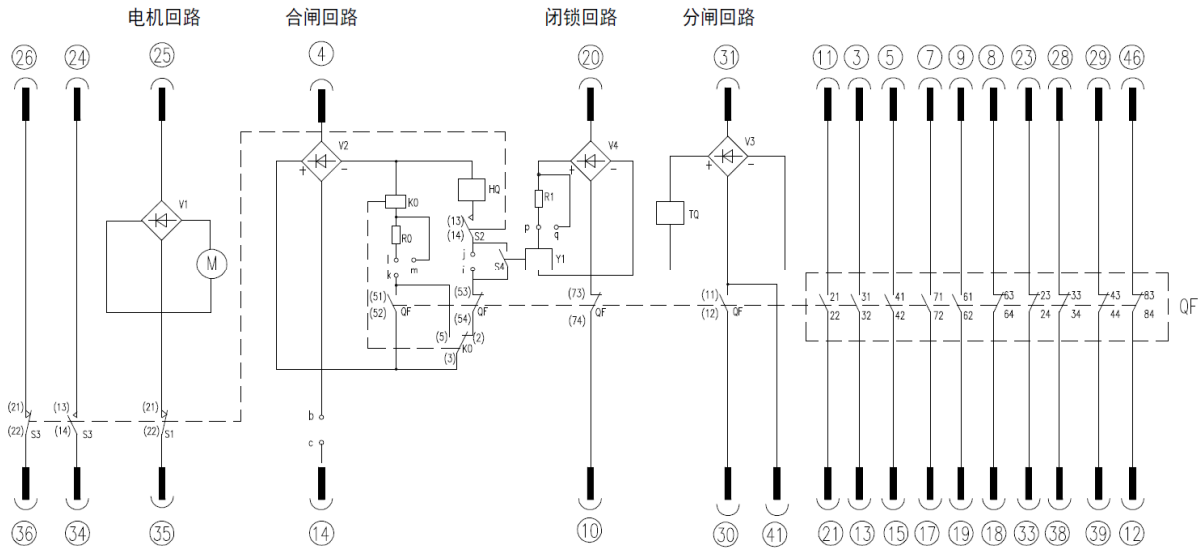 电机回路 合闸回路 闭锁回路 分闸回路
26 24 25 4 20 31 11 3 5 7 9 8 23 28 29 46
V2 V4 V3
+ - + - + -
HQ
K0 R1
V1 (13) TQ
(14) S2 p q
R0
M l m j S4 Y1
k i
(51) (53) (73) (11) 21 31 41 71 61 63 23 33 43 83
(52) QF (54) QF (74) QF (12) QF 22 32 42 72 62 64 24 34 44 84 QF
(5) (2)
(3) K0
(21) (13) (21)
(22) S3 (14) S3 (22) S1
b
c
36 34 35 14 10 30 41 21 13 15 17 19 18 33 38 39 12